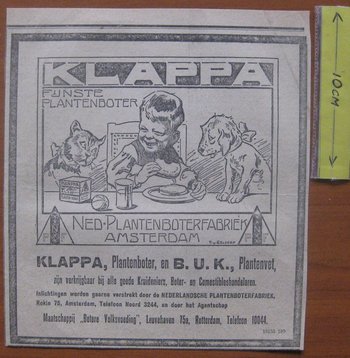 KLAPPA
FIJNSTE
PLANTENBOTER
NED. PLANTENBOTERFABRIEK
AMSTERDAM
KLAPPA, Plantenboter, en B. U. K., Plantenvet,
zijn verkrijgbaar bij alle goede Kruideniers, Boter- en Comestibleshandelaren.
Inlichtingen worden gaarne verstrekt door de NEDERLANDSCHE PLANTENBOTERFABRIEK,
Rokin 75, Amsterdam, Telefoon Noord 3244, en door het Agentschap
Maatschappij „Betere Volksvoeding”, Leuvehaven 75a, Rotterdam, Telefoon 10044.
10CM